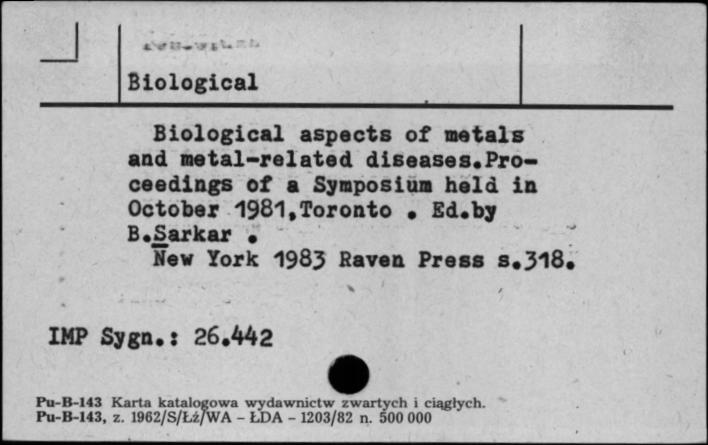 Biological
Biological aspects of metals
and metal-related diseases.Pro-
ceedings of a Symposium held in
October 1981,Toronto . Ed.by
B.Sarkar .
New York 1983 Raven Press s.318.
IMP Sygn.: 26.442
Pu-B-143 Karta katalogowa wydawnictw zwartych i ciągłych.
Pu-B-143, z. 1962/S/Łź/WA - ŁDA - 1203/82 n. 500 000